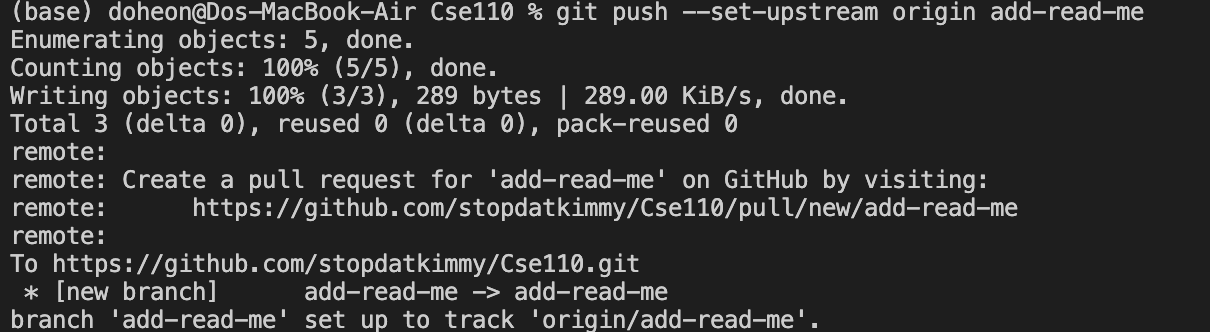 (base) doheon@Dos-MacBook-Air Cse110 % git push --set-upstream origin add-read-me
Enumerating objects: 5, done.
Counting objects: 100% (5/5), done.
Writing objects: 100% (3/3), 289 bytes | 289.00 KiB/s, done.
Total 3 (delta 0), reused 0 (delta 0), pack-reused 0
remote:
remote: Create a pull request for 'add-read-me' on GitHub by visiting:
remote:      https://github.com/stopdatkimmy/Cse110/pull/new/add-read-me
remote:
To https://github.com/stopdatkimmy/Cse110.git
 * [new branch]      add-read-me -> add-read-me
branch 'add-read-me' set up to track 'origin/add-read-me'.